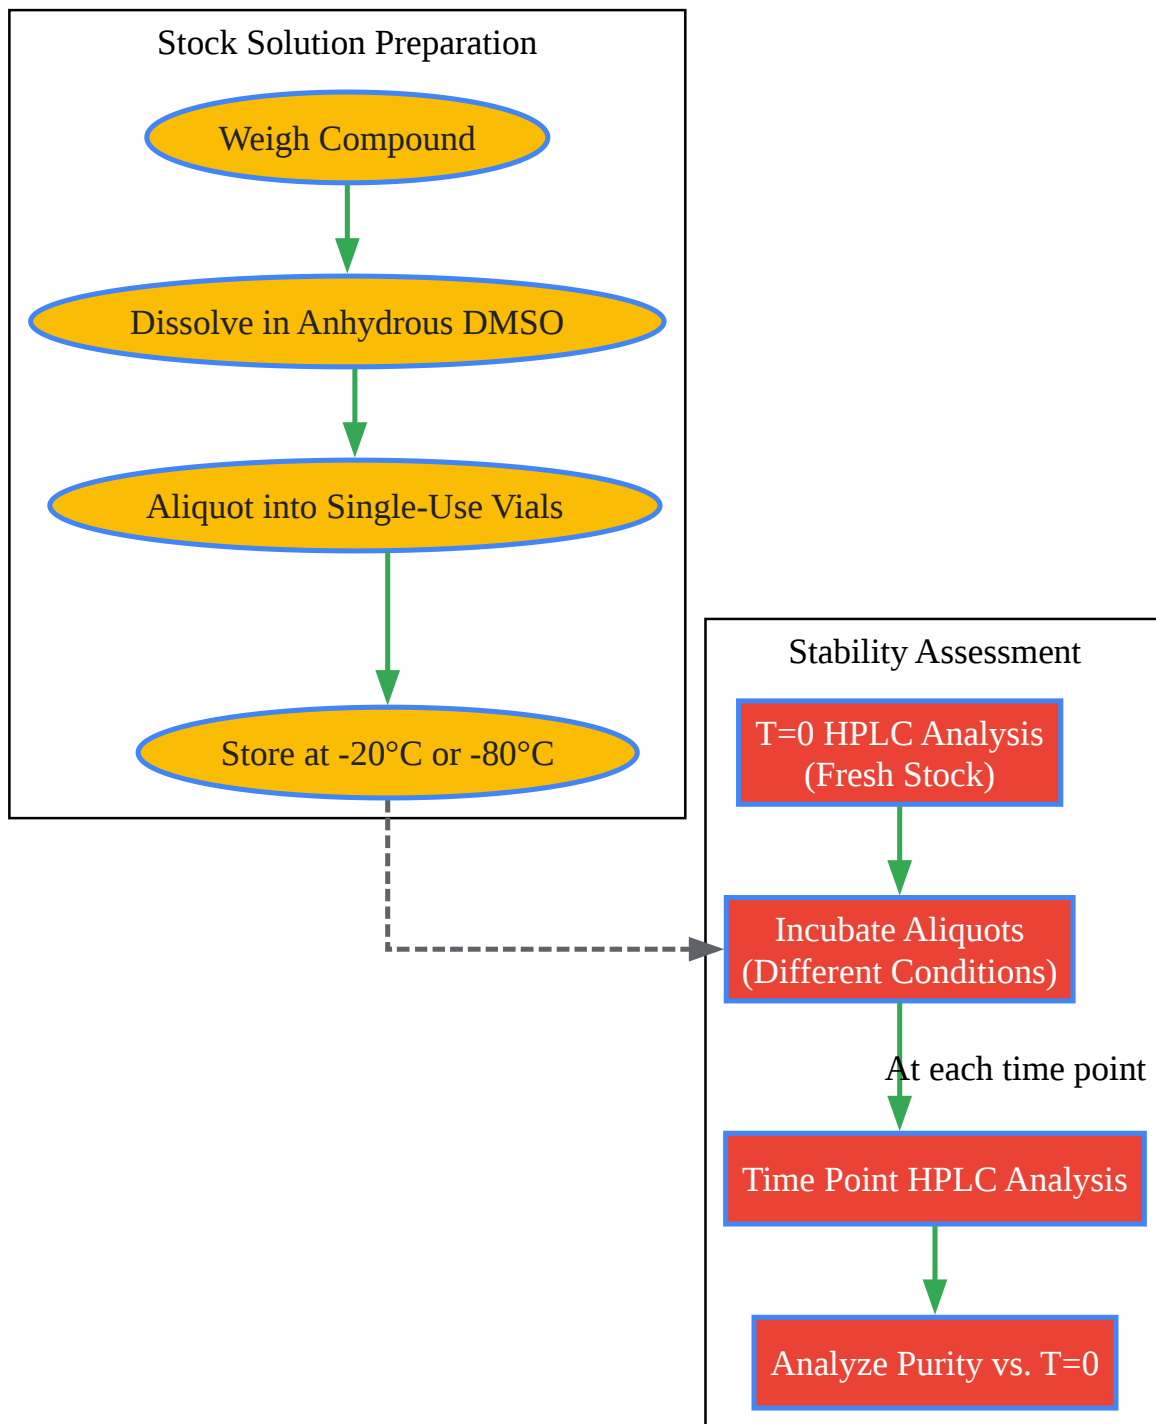 Stock Solution Preparation
Weigh Compound
Dissolve in Anhydrous DMSO
Aliquot into Single-Use Vials
Store at -20°C or -80°C
Stability Assessment
T=0 HPLC Analysis
(Fresh Stock)
Incubate Aliquots
(Different Conditions)
At each time point
Time Point HPLC Analysis
Analyze Purity vs. T=0